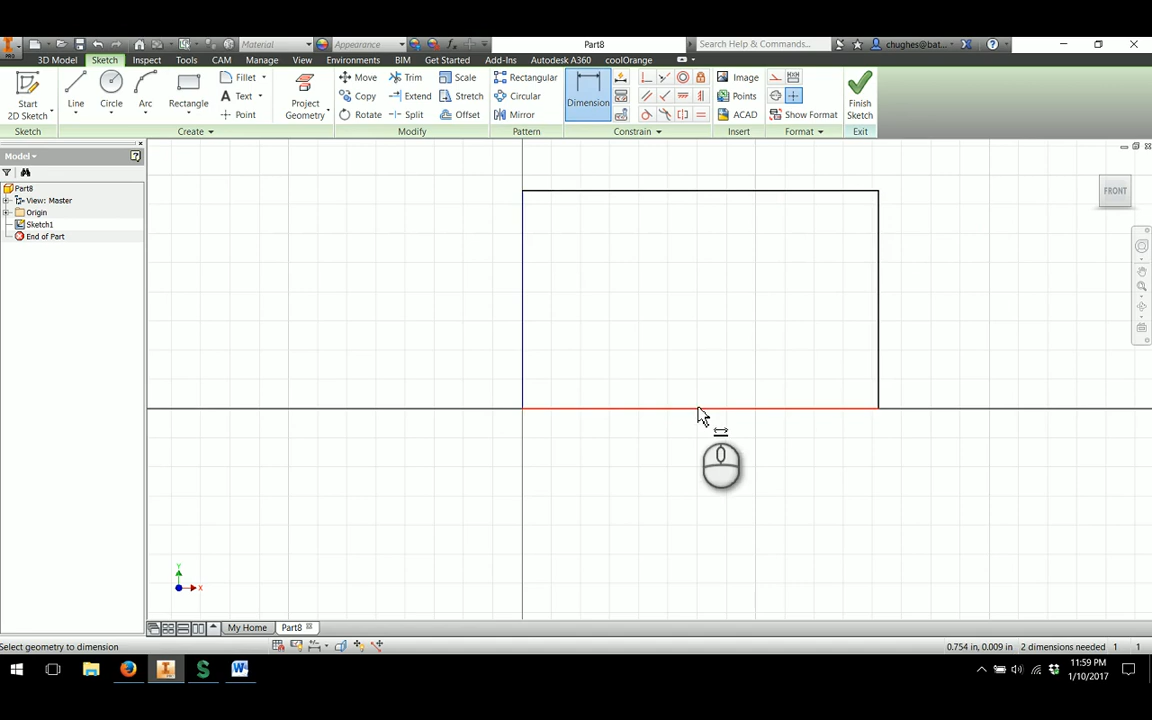 PRO
Material
Appearance
Part8
Search Help & Commands...
chughes@bat...
3D Model Sketch Inspect Tools CAM Manage View Environments BIM Get Started Add-Ins Autodesk A360 coolOrange
Start
2D Sketch
Line
Circle
Arc
Rectangle
Fillet
Text
Point
Project
Geometry
Move
Copy
Rotate
Trim
Extend
Split
Scale
Stretch
Offset
Rectangular
Circular
Mirror
Dimension
Image
Points
ACAD
Show Format
Finish
Sketch
Sketch Create Modify Pattern Constrain Insert Format Exit
Model
Part8
View: Master
Origin
Sketch1
End of Part
FRONT
Y
X
My Home Part8
Select geometry to dimension
0.754 in, 0.009 in 2 dimensions needed 1 1
11:59 PM
1/10/2017